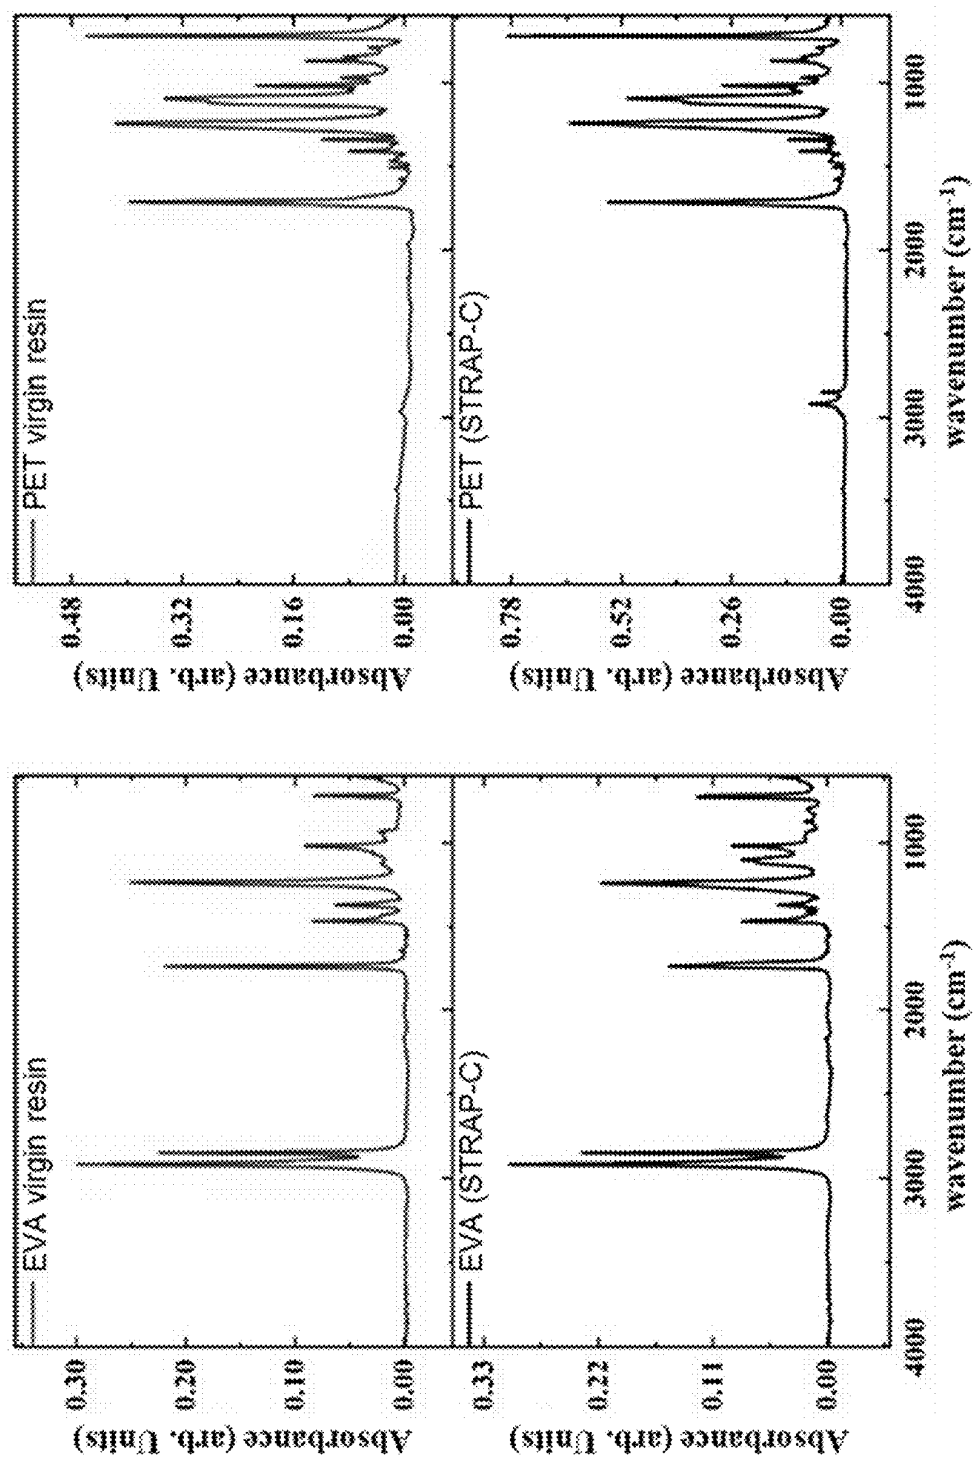 EVA virgin resin
Absorbance (arb. Units)
0.30
0.20
0.10
0.00
EVA (STRAP-C)
Absorbance (arb. Units)
0.33
0.22
0.11
0.00
4000 3000 2000 1000
wavenumber (cm-1)
PET virgin resin
Absorbance (arb. Units)
0.48
0.32
0.16
0.00
PET (STRAP-C)
Absorbance (arb. Units)
0.78
0.52
0.26
0.00
4000 3000 2000 1000
wavenumber (cm-1)